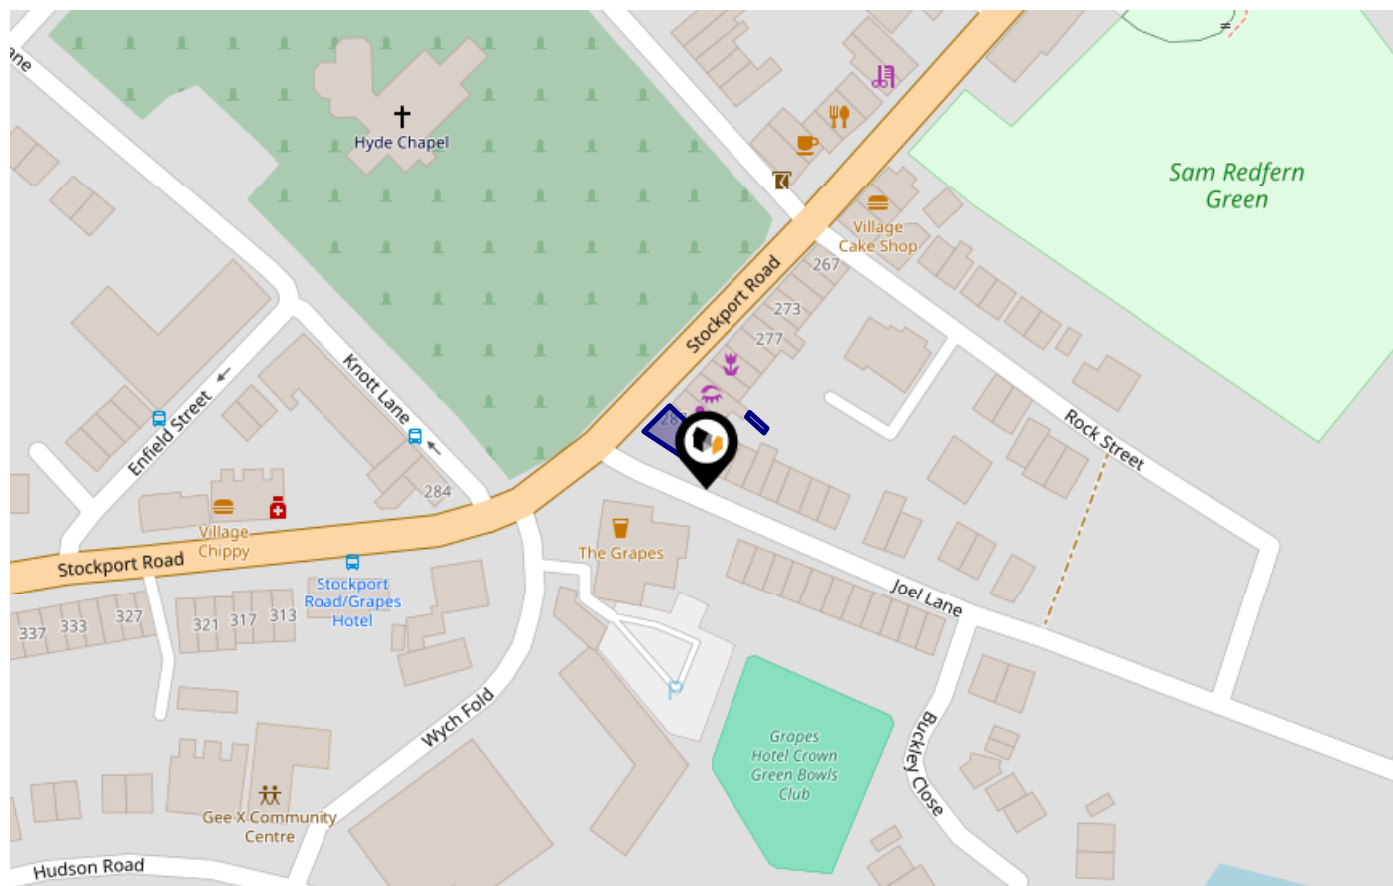 ane
Hyde Chapel
Sam Redfern
Green
Village
Cake Shop
267
Stockport Road
273
277
Knott Lane
Enfield Street
Rock Street
284
Village
Chippy
The Grapes
Stockport Road
Stockport
Road/Grapes
Hotel
Joel Lane
337
333
327
321
317
313
Wych Fold
Buckley Close
Grapes
Hotel Crown
Green Bowls
Club
Gee X Community
Centre
Hudson Road